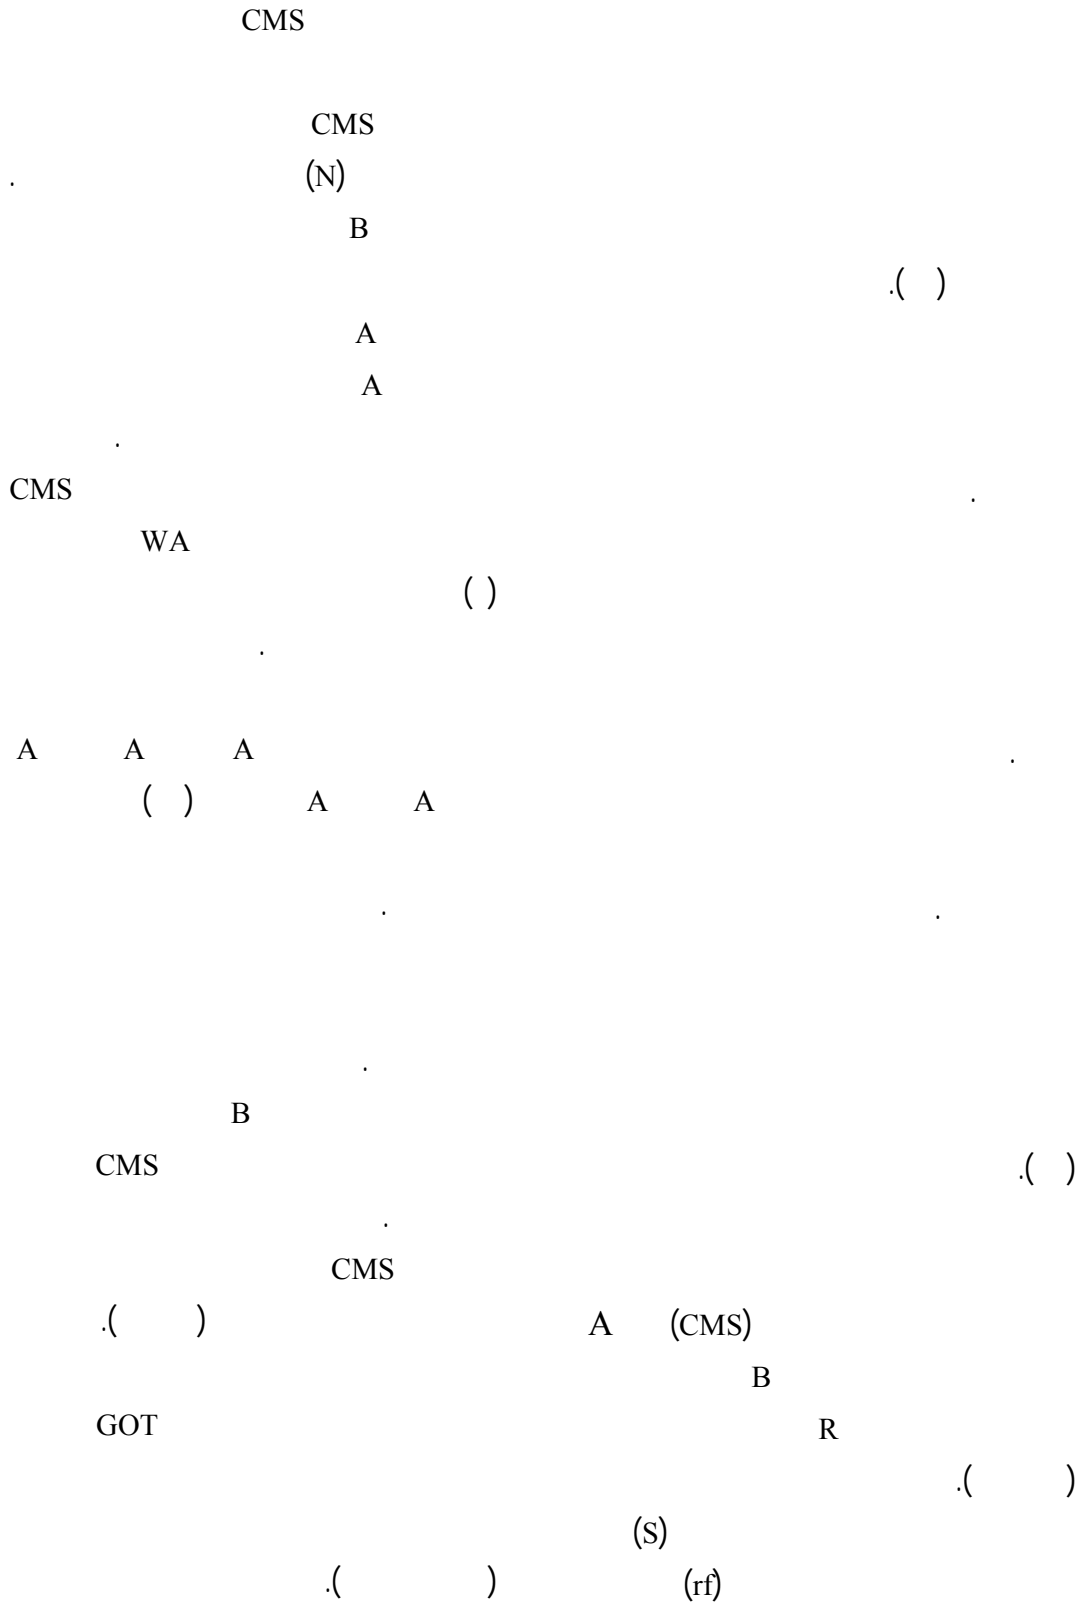 .( )
.
.
.
.( )
(CMS) A
B
R
.( )
(S)
(rf)
CMS
CMS
(N) .
B
A
A
.
CMS
WA
( )
.
A A A
A A ( )
.
.
B
CMS
.
CMS
.( )
GOT
.( )